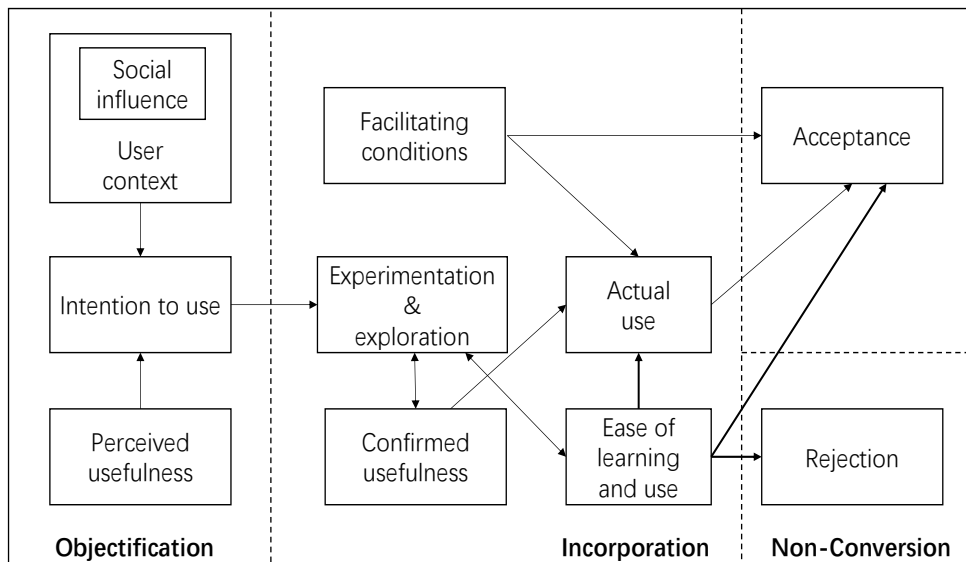 Social
influence
User
context
Intention to use
Perceived
usefulness
Objectification
Facilitating
conditions
Experimentation
&
exploration
Confirmed
usefulness
Actual
use
Ease of
learning
and use
Incorporation
Acceptance
Rejection
Non-Conversion